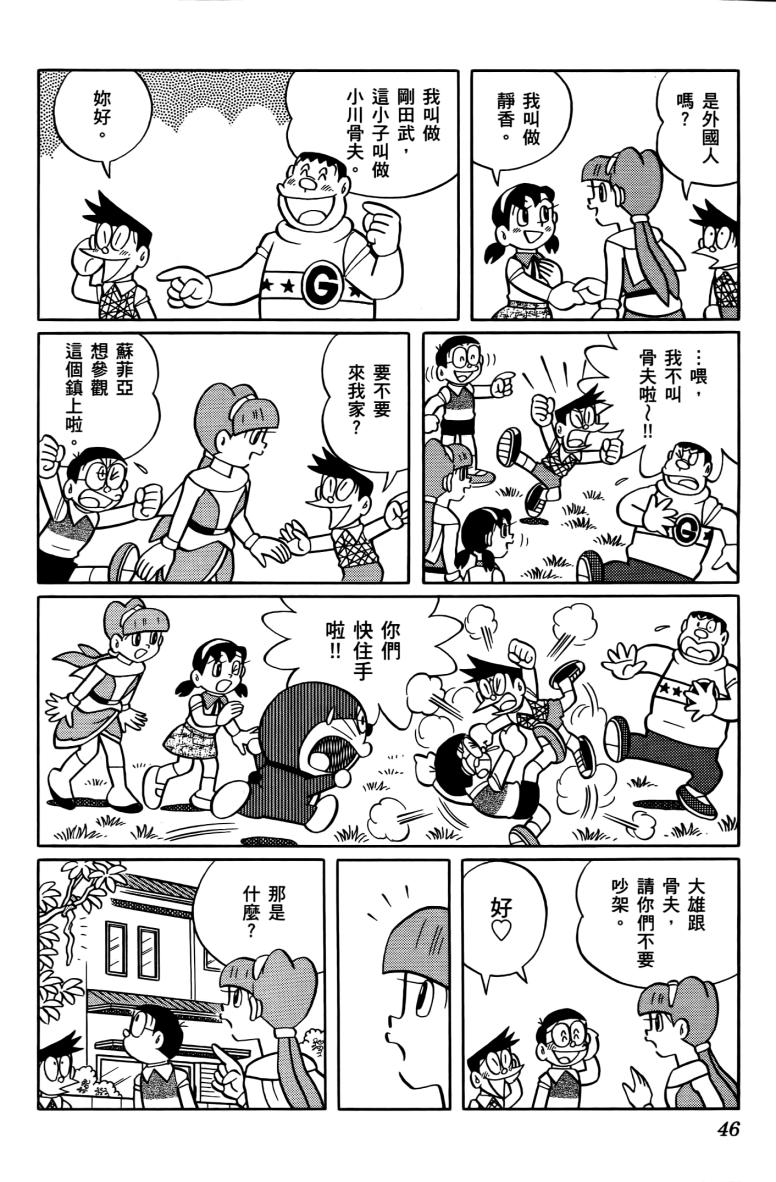 是外國人
嗎？
我叫做
靜香。
我叫做
剛田武，
這小子叫做
小川骨夫。
妳好。
…喂，
我不叫
骨夫啦～!!
要不要
來我家？
蘇菲亞
想參觀
這個鎮上啦。
G
G
你們
快住手
啦!!
大雄跟
骨夫，
請你們不要
吵架。
好♡
那是
什麼？
46